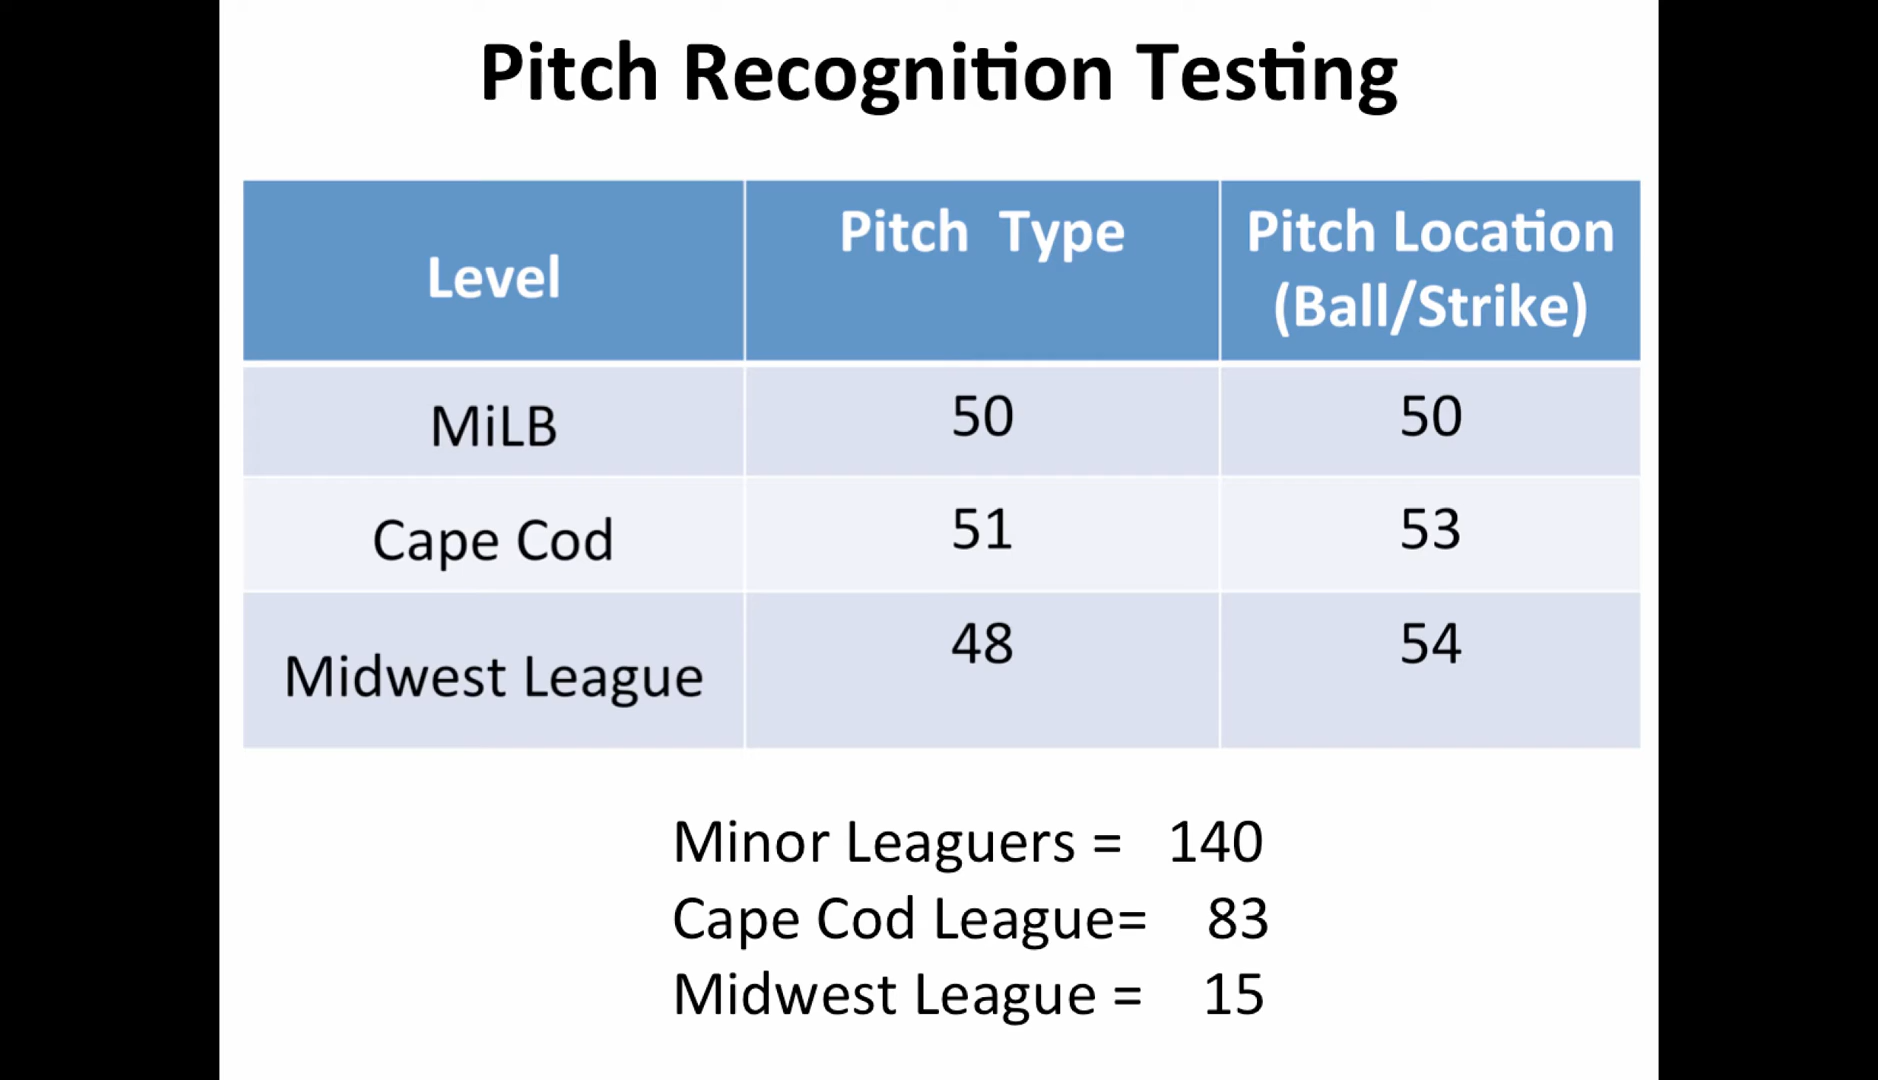 Pitch Recognition Testing
Level Pitch Type Pitch Location
(Ball/Strike)
MiLB 50 50
Cape Cod 51 53
Midwest League 48 54
Minor Leaguers = 140
Cape Cod League= 83
Midwest League = 15